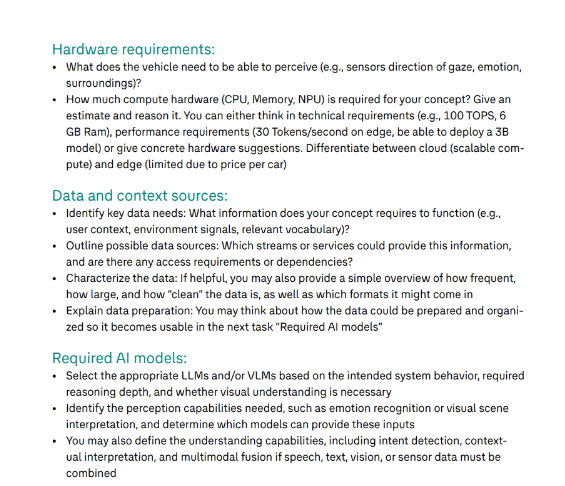 Hardware requirements:
• What does the vehicle need to be able to perceive (e.g., sensors direction of gaze, emotion,
surroundings)?
• How much compute hardware (CPU, Memory, NPU) is required for your concept? Give an
estimate and reason it. You can either think in technical requirements (e.g., 100 TOPS, 6
GB Ram), performance requirements (30 Tokens/second on edge, be able to deploy a 3B
model) or give concrete hardware suggestions. Differentiate between cloud (scalable com-
pute) and edge (limited due to price per car)
Data and context sources:
• Identify key data needs: What information does your concept requires to function (e.g.,
user context, environment signals, relevant vocabulary)?
• Outline possible data sources: Which streams or services could provide this information,
and are there any access requirements or dependencies?
• Characterize the data: If helpful, you may also provide a simple overview of how frequent,
how large, and how “clean” the data is, as well as which formats it might come in
• Explain data preparation: You may think about how the data could be prepared and organi-
zed so it becomes usable in the next task “Required AI models”
Required AI models:
• Select the appropriate LLMs and/or VLMs based on the intended system behavior, required
reasoning depth, and whether visual understanding is necessary
• Identify the perception capabilities needed, such as emotion recognition or visual scene
interpretation, and determine which models can provide these inputs
• You may also define the understanding capabilities, including intent detection, context-
ual interpretation, and multimodal fusion if speech, text, vision, or sensor data must be
combined